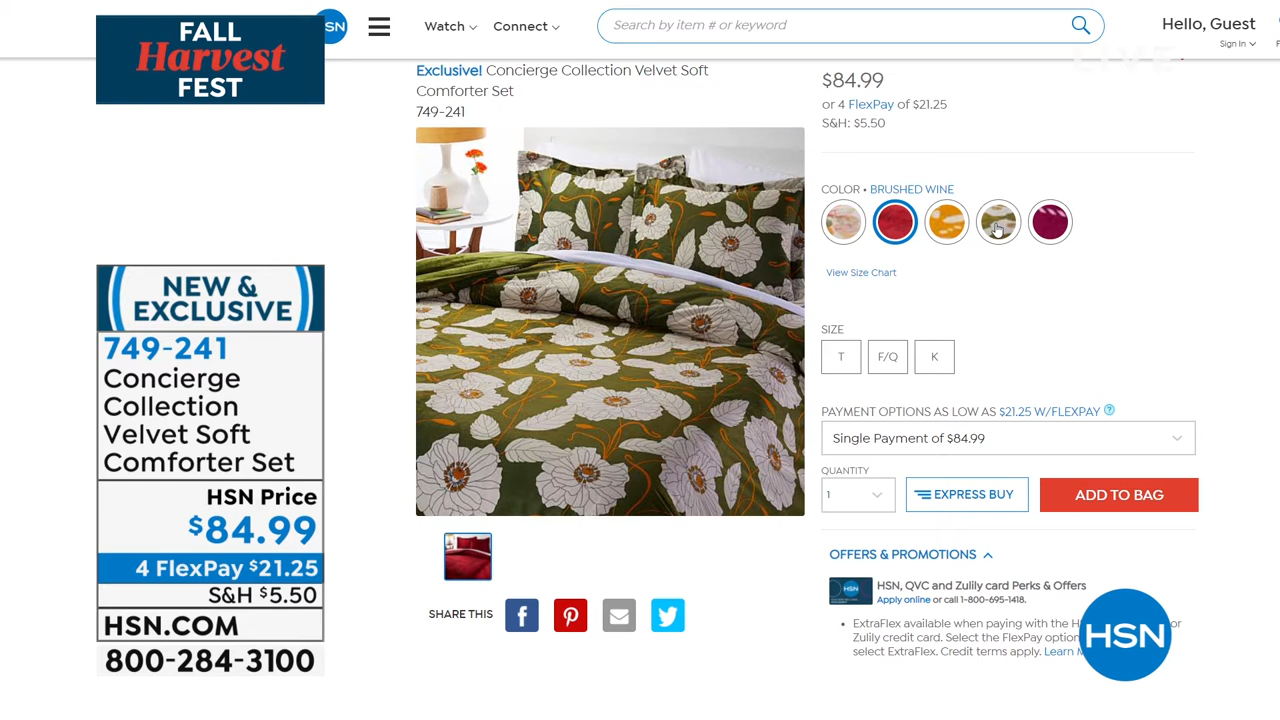 FALL
Harvest
FEST
SN
Watch
Connect
Search by item # or keyword
Hello, Guest
Sign In
LIVE
Exclusive! Concierge Collection Velvet Soft
Comforter Set
749-241
$84.99
or 4 FlexPay of $21.25
S&H: $5.50
COLOR • BRUSHED WINE
View Size Chart
SIZE
T
F/Q
K
PAYMENT OPTIONS AS LOW AS $21.25 W/FLEXPAY ?
Single Payment of $84.99
QUANTITY
1
EXPRESS BUY
ADD TO BAG
OFFERS & PROMOTIONS
HSN, QVC and Zulily card Perks & Offers
Apply online or call 1-800-695-1418.
• ExtraFlex available when paying with the H or
Zulily credit card. Select the FlexPay option
select ExtraFlex. Credit terms apply. Learn
HSN
SHARE THIS
NEW &
EXCLUSIVE
749-241
Concierge
Collection
Velvet Soft
Comforter Set
HSN Price
$84.99
4 FlexPay $21.25
S&H $5.50
HSN.COM
800-284-3100